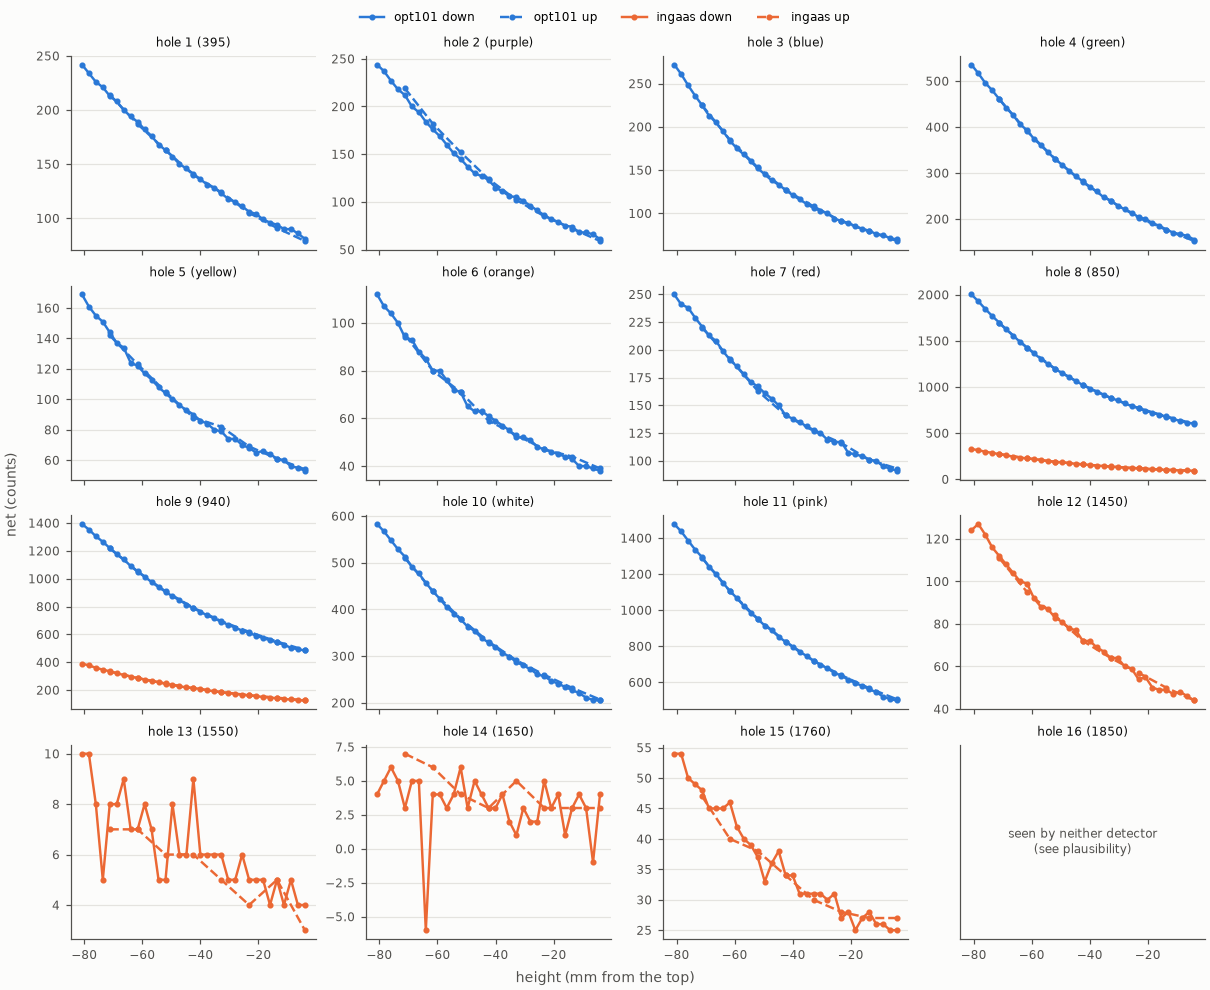 opt101 down opt101 up ingaas down ingaas up
hole 1 (395) hole 2 (purple) hole 3 (blue) hole 4 (green)
250 200 150 100
250 200 150 100 50
250 200 150 100
500 400 300 200
hole 5 (yellow) hole 6 (orange) hole 7 (red) hole 8 (850)
160 140 120 100 80 60
100 80 60 40
250 225 200 175 150 125 100
2000 1500 1000 500 0
net (counts)
hole 9 (940) hole 10 (white) hole 11 (pink) hole 12 (1450)
1400 1200 1000 800 600 400 200
600 500 400 300 200
1400 1200 1000 800 600
120 100 80 60 40
hole 13 (1550) hole 14 (1650) hole 15 (1760) hole 16 (1850)
10 8 6 4
7.5 5.0 2.5 0.0 −2.5 −5.0
55 50 45 40 35 30 25
seen by neither detector
(see plausibility)
−80 −60 −40 −20 −80 −60 −40 −20 −80 −60 −40 −20 −80 −60 −40 −20
height (mm from the top)